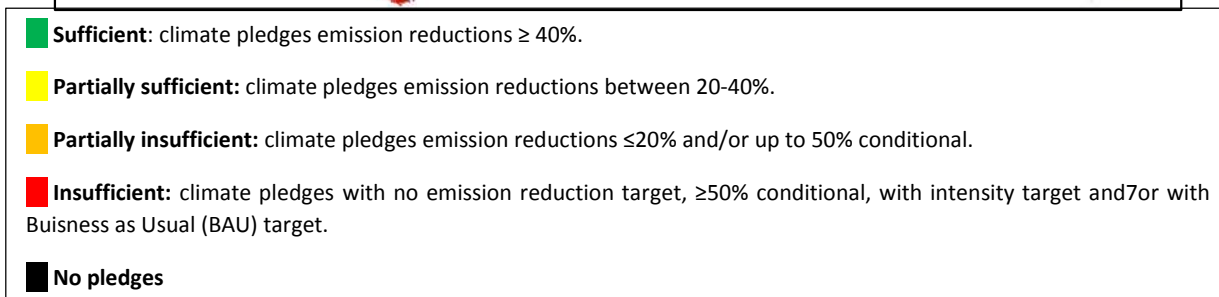 Sufficient: climate pledges emission reductions ≥ 40%.
Partially sufficient: climate pledges emission reductions between 20-40%.
Partially insufficient: climate pledges emission reductions ≤20% and/or up to 50% conditional.
Insufficient: climate pledges with no emission reduction target, ≥50% conditional, with intensity target and7or with
Buisness as Usual (BAU) target.
No pledges